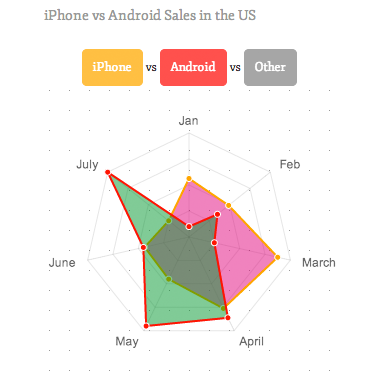 iPhone vs Android Sales in the US
iPhone vs Android vs Other
Jan
July Feb
June March
May April